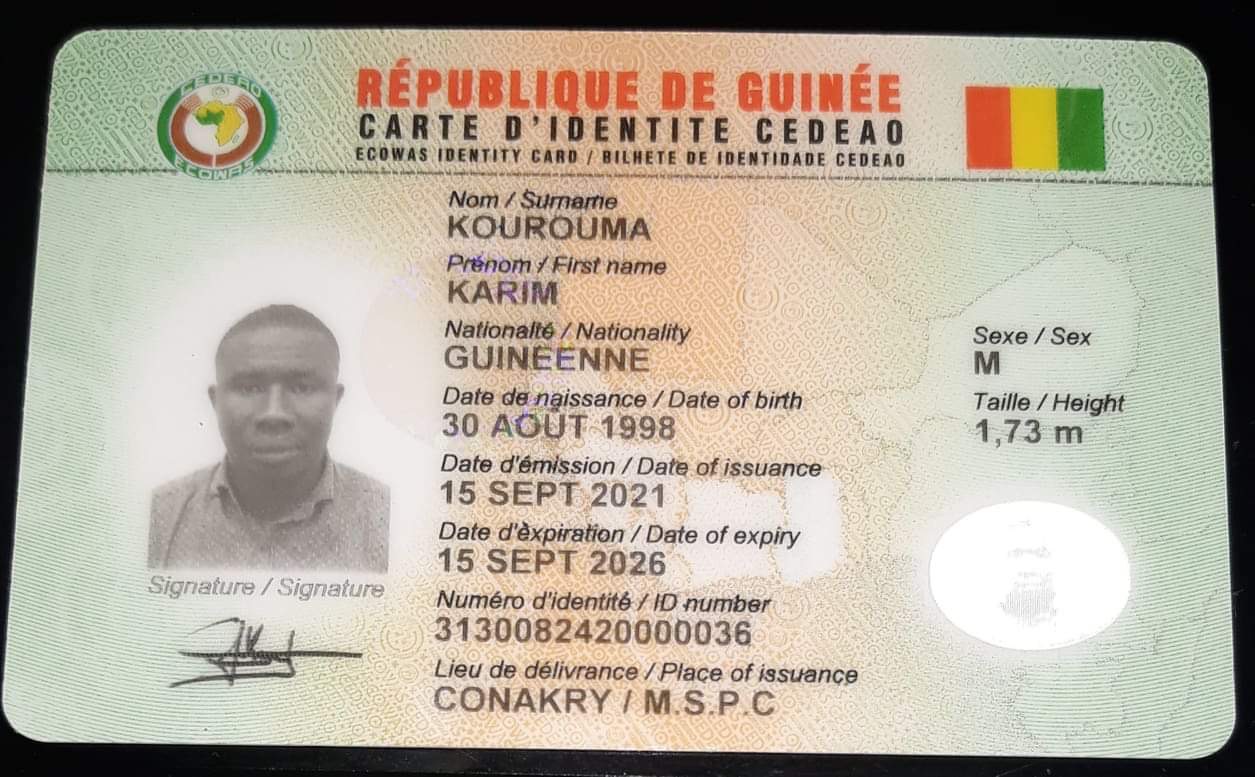 CEDEAO
ECOWAS
RÉPUBLIQUE DE GUINÉE
CARTE D'IDENTITE CEDEAO
ECOWAS IDENTITY CARD / BILHETE DE IDENTIDADE CEDEAO
Nom / Surname
KOUROUMA
Prénom / First name
KARIM
Nationalité / Nationality
GUINÉENNE
Sexe / Sex
M
Date de naissance / Date of birth
30 AOÛT 1998
Taille / Height
1,73 m
Date d'émission / Date of issuance
15 SEPT 2021
Date d'èxpiration / Date of expiry
15 SEPT 2026
Signature / Signature
Numéro d'identité / ID number
3130082420000036
Lieu de délivrance / Place of issuance
CONAKRY / M.S.P.C